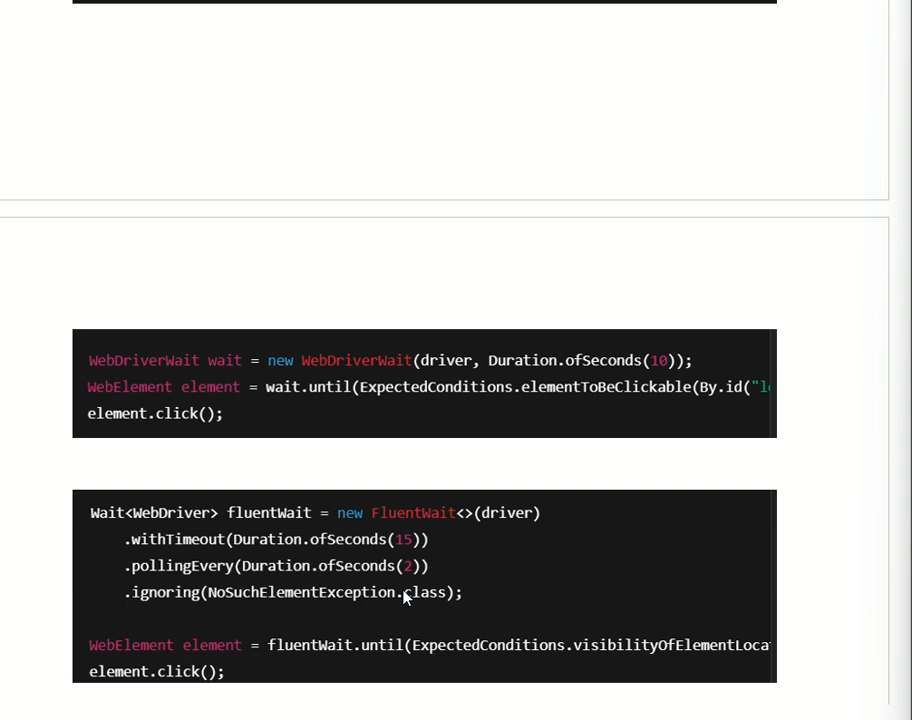 WebDriverWait wait = new WebDriverWait(driver, Duration.ofSeconds(10));
WebElement element = wait.until(ExpectedConditions.elementToBeClickable(By.id("l
element.click();
Wait<WebDriver> fluentWait = new FluentWait<>(driver)
.withTimeout(Duration.ofSeconds(15))
.pollingEvery(Duration.ofSeconds(2))
.ignoring(NoSuchElementException.class);
WebElement element = fluentWait.until(ExpectedConditions.visibilityOfElementLocat
element.click();